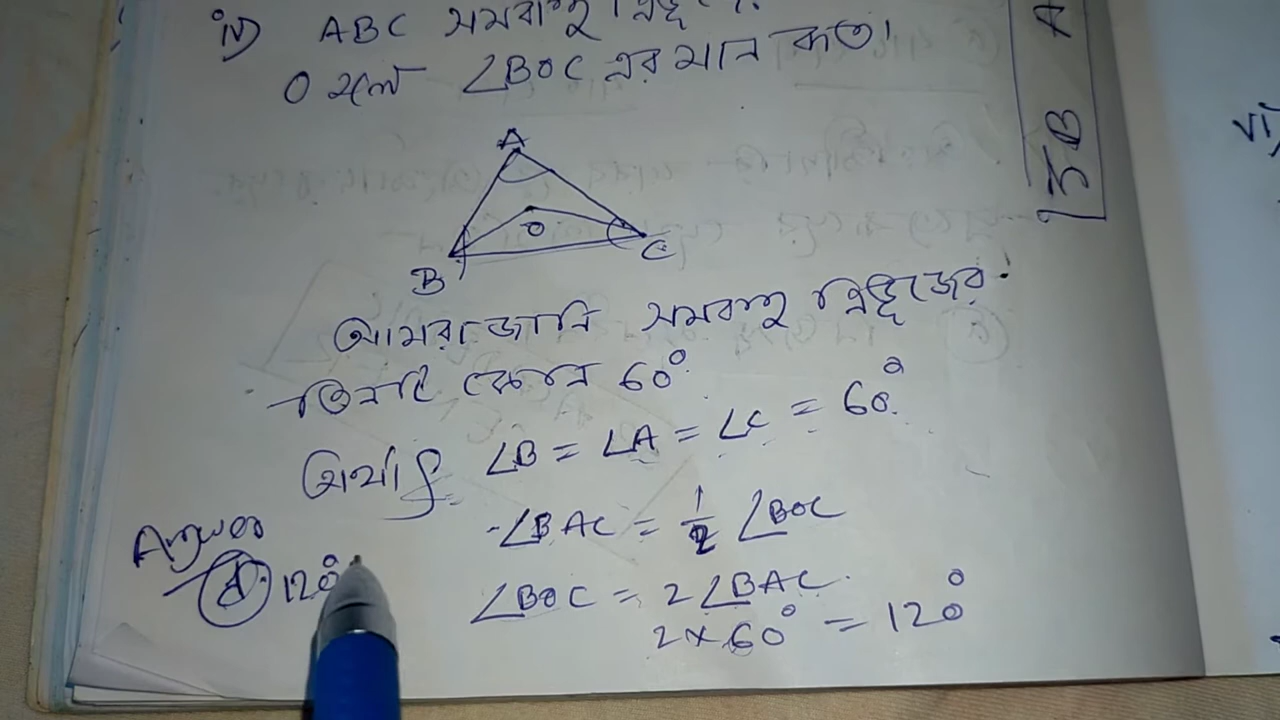 iv) ABC সমবাহু
O হলে ∠BOC এর মান কত।
A
O
B
C
আমরা জানি সমবাহু ত্রিভূজের
তিনটি কোন 60°
অর্থাৎ ∠B = ∠A = ∠C = 60°
∠BAC = 1/2 ∠BOC
Answer
d 120°
∠BOC = 2∠BAC
2×60° = 120°
VI